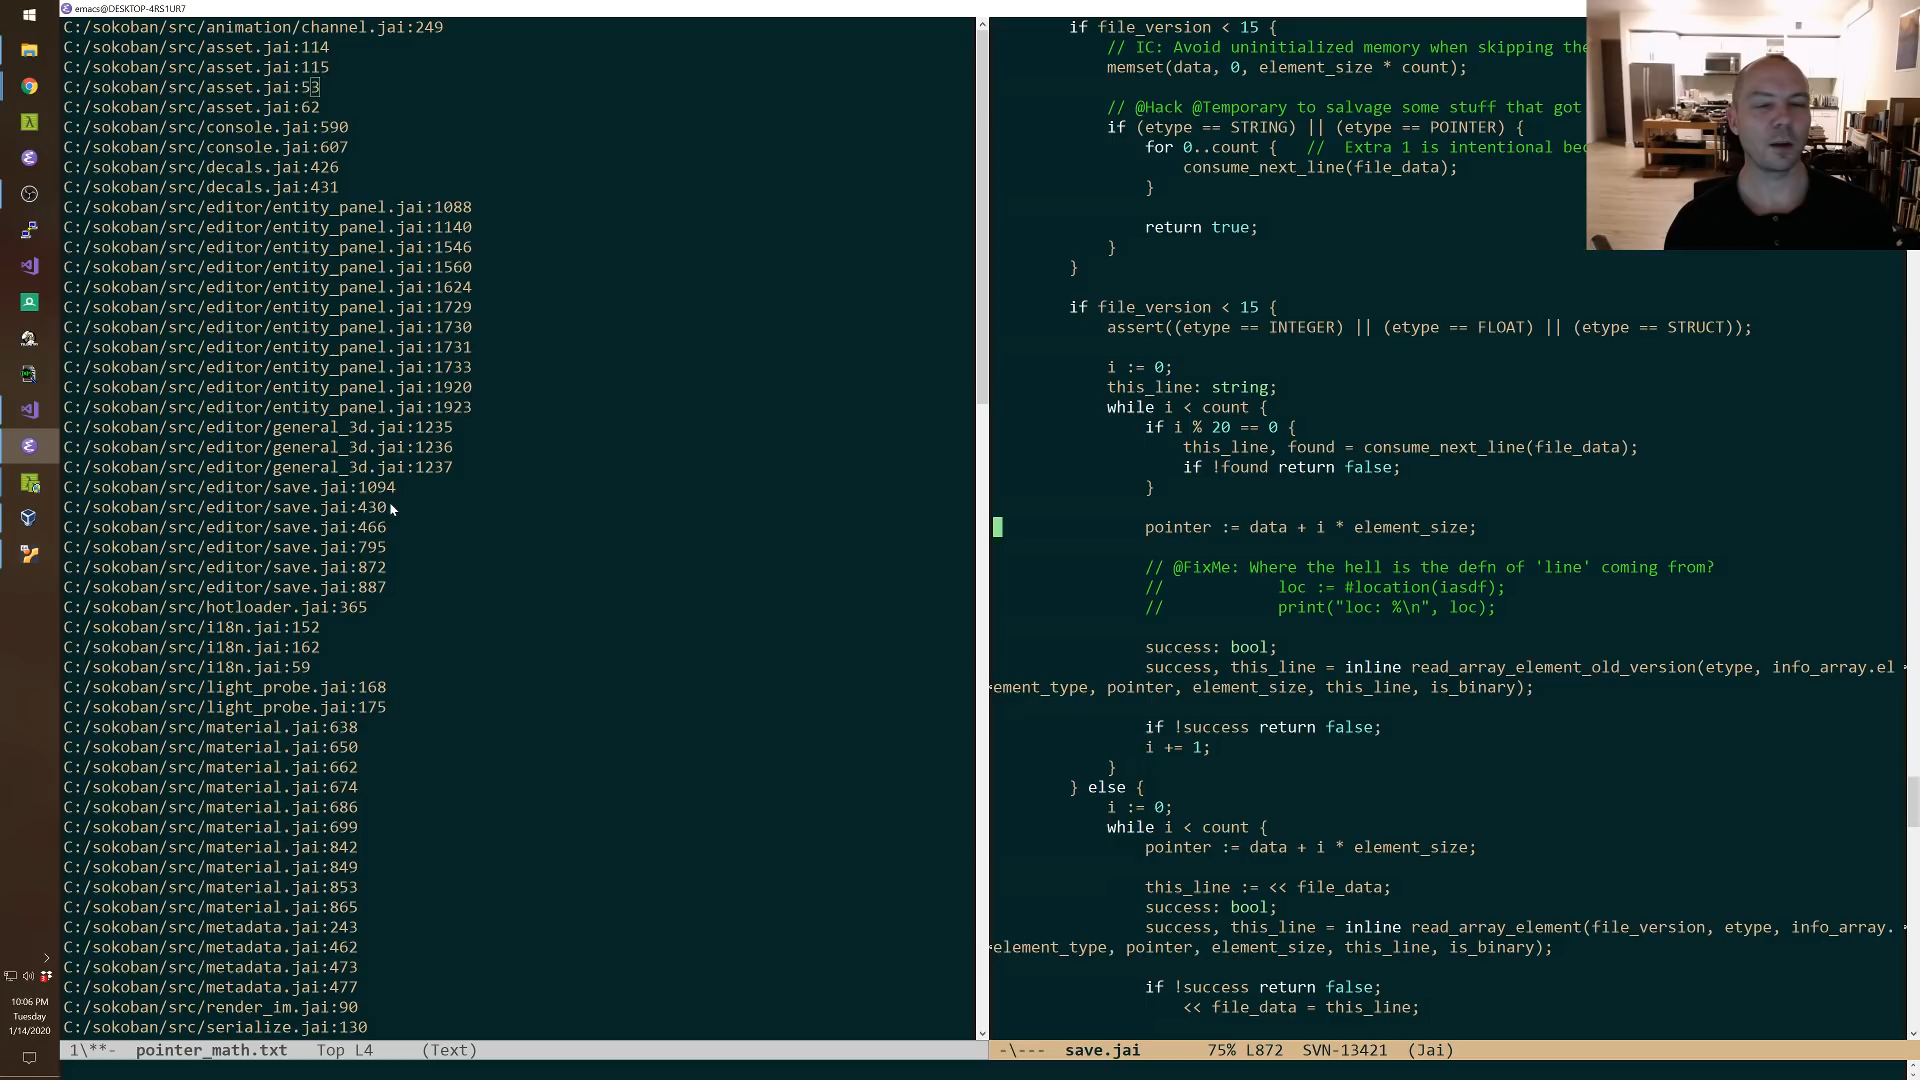 emacs@DESKTOP-4RS1UR7
C:/sokoban/src/animation/channel.jai:249
C:/sokoban/src/asset.jai:114
C:/sokoban/src/asset.jai:115
C:/sokoban/src/asset.jai:53
C:/sokoban/src/asset.jai:62
C:/sokoban/src/console.jai:590
C:/sokoban/src/console.jai:607
C:/sokoban/src/decals.jai:426
C:/sokoban/src/decals.jai:431
C:/sokoban/src/editor/entity_panel.jai:1088
C:/sokoban/src/editor/entity_panel.jai:1140
C:/sokoban/src/editor/entity_panel.jai:1546
C:/sokoban/src/editor/entity_panel.jai:1560
C:/sokoban/src/editor/entity_panel.jai:1624
C:/sokoban/src/editor/entity_panel.jai:1729
C:/sokoban/src/editor/entity_panel.jai:1730
C:/sokoban/src/editor/entity_panel.jai:1731
C:/sokoban/src/editor/entity_panel.jai:1733
C:/sokoban/src/editor/entity_panel.jai:1920
C:/sokoban/src/editor/entity_panel.jai:1923
C:/sokoban/src/editor/general_3d.jai:1235
C:/sokoban/src/editor/general_3d.jai:1236
C:/sokoban/src/editor/general_3d.jai:1237
C:/sokoban/src/editor/save.jai:1094
C:/sokoban/src/editor/save.jai:430
C:/sokoban/src/editor/save.jai:466
C:/sokoban/src/editor/save.jai:795
C:/sokoban/src/editor/save.jai:872
C:/sokoban/src/editor/save.jai:887
C:/sokoban/src/hotloader.jai:365
C:/sokoban/src/i18n.jai:152
C:/sokoban/src/i18n.jai:162
C:/sokoban/src/i18n.jai:59
C:/sokoban/src/light_probe.jai:168
C:/sokoban/src/light_probe.jai:175
C:/sokoban/src/material.jai:638
C:/sokoban/src/material.jai:650
C:/sokoban/src/material.jai:662
C:/sokoban/src/material.jai:674
C:/sokoban/src/material.jai:686
C:/sokoban/src/material.jai:699
C:/sokoban/src/material.jai:842
C:/sokoban/src/material.jai:849
C:/sokoban/src/material.jai:853
C:/sokoban/src/material.jai:865
C:/sokoban/src/metadata.jai:243
C:/sokoban/src/metadata.jai:462
C:/sokoban/src/metadata.jai:473
C:/sokoban/src/metadata.jai:477
C:/sokoban/src/render_im.jai:90
C:/sokoban/src/serialize.jai:130
1\**- pointer_math.txt Top L4 (Text)
if file_version < 15 {
// IC: Avoid uninitialized memory when skipping the
memset(data, 0, element_size * count);
// @Hack @Temporary to salvage some stuff that got
if (etype == STRING) || (etype == POINTER) {
for 0..count { // Extra 1 is intentional bec
consume_next_line(file_data);
}
return true;
}
}
if file_version < 15 {
assert((etype == INTEGER) || (etype == FLOAT) || (etype == STRUCT));
i := 0;
this_line: string;
while i < count {
if i % 20 == 0 {
this_line, found = consume_next_line(file_data);
if !found return false;
}
pointer := data + i * element_size;
// @FixMe: Where the hell is the defn of 'line' coming from?
// loc := #location(iasdf);
// print("loc: %\n", loc);
success: bool;
success, this_line = inline read_array_element_old_version(etype, info_array.el
ement_type, pointer, element_size, this_line, is_binary);
if !success return false;
i += 1;
}
} else {
i := 0;
while i < count {
pointer := data + i * element_size;
this_line := << file_data;
success: bool;
success, this_line = inline read_array_element(file_version, etype, info_array.
element_type, pointer, element_size, this_line, is_binary);
if !success return false;
<< file_data = this_line;
-\--- save.jai 75% L872 SVN-13421 (Jai)
10:06 PM
Tuesday
1/14/2020